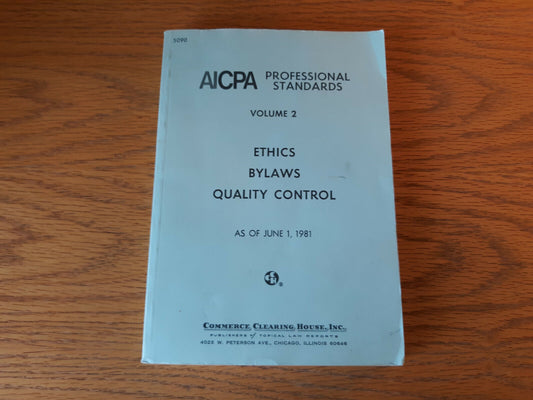 5090
AICPA PROFESSIONAL
STANDARDS
VOLUME 2
ETHICS
BYLAWS
QUALITY CONTROL
AS OF JUNE 1, 1981
®
COMMERCE CLEARING HOUSE, INC.
PUBLISHERS of TOPICAL LAW REPORTS
4025 W. PETERSON AVE., CHICAGO, ILLINOIS 60646